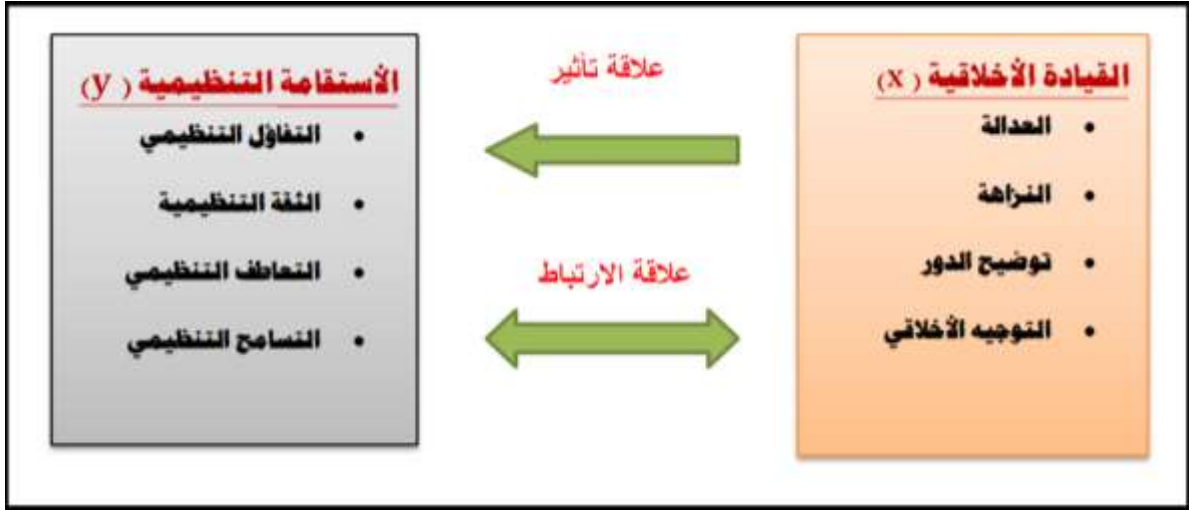 القيادة الأخلاقية ( X )
• العدالة
• النزاهة
• توضيح الدور
• التوجيه الأخلاقي
علاقة تأثير
علاقة الارتباط
الأستقامة التنظيمية ( y )
• التفاؤل التنظيمي
• الثقة التنظيمية
• التعاطف التنظيمي
• التسامح التنظيمي